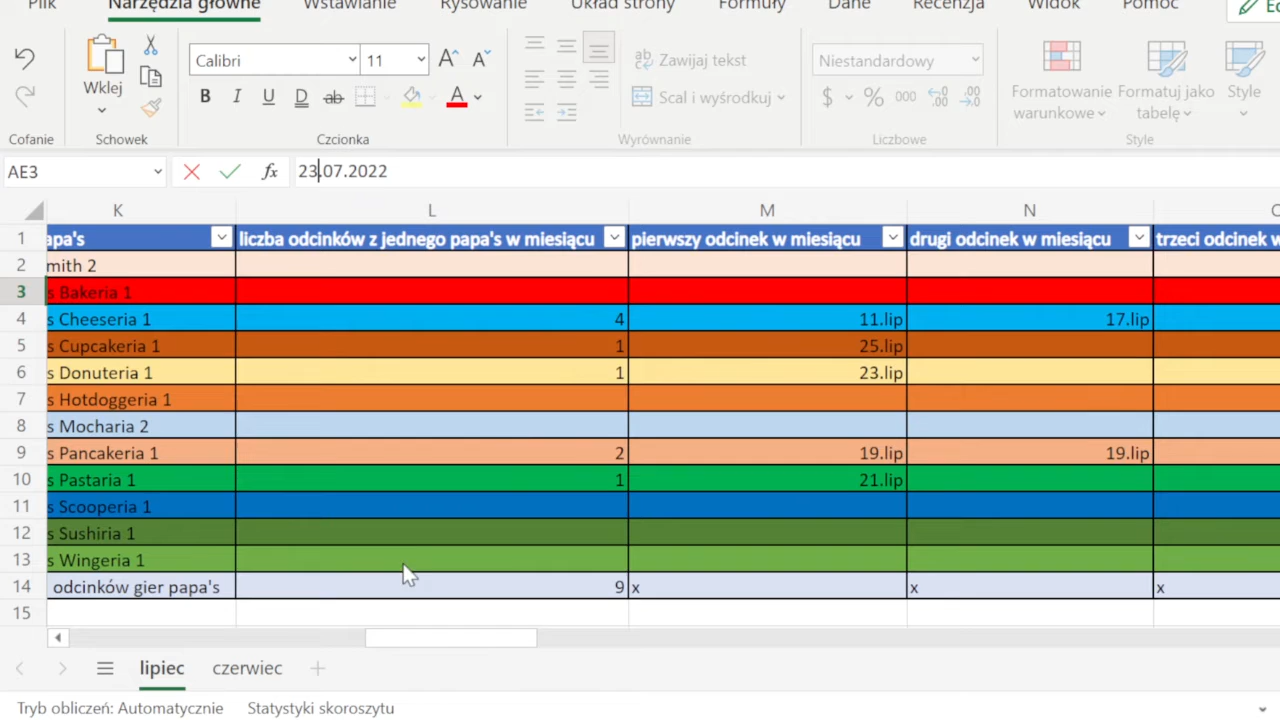 Plik Narzędzia główne Wstawianie Rysowanie Układ strony Formuły Dane Recenzja Widok Pomoc
Calibri 11 Zawijaj tekst Niestandardowy
Wklej B I U D ab Scal i wyśrodkuj $ % 000 Formatowanie warunkowe Formatuj jako tabelę Style
Cofanie Schowek Czcionka Wyrównanie Liczbowe Style
AE3 fx 23.07.2022
K L M N
1 apa's liczba odcinków z jednego papa's w miesiącu pierwszy odcinek w miesiącu drugi odcinek w miesiącu trzeci odcinek w
2 mith 2
3 s Bakeria 1
4 s Cheeseria 1 4 11.lip 17.lip
5 s Cupcakeria 1 1 25.lip
6 s Donuteria 1 1 23.lip
7 s Hotdoggeria 1
8 s Mocharia 2
9 s Pancakeria 1 2 19.lip 19.lip
10 s Pastaria 1 1 21.lip
11 s Scooperia 1
12 s Sushiria 1
13 s Wingeria 1
14 odcinków gier papa's 9 x x x
15
lipiec czerwiec
Tryb obliczeń: Automatycznie Statystyki skoroszytu